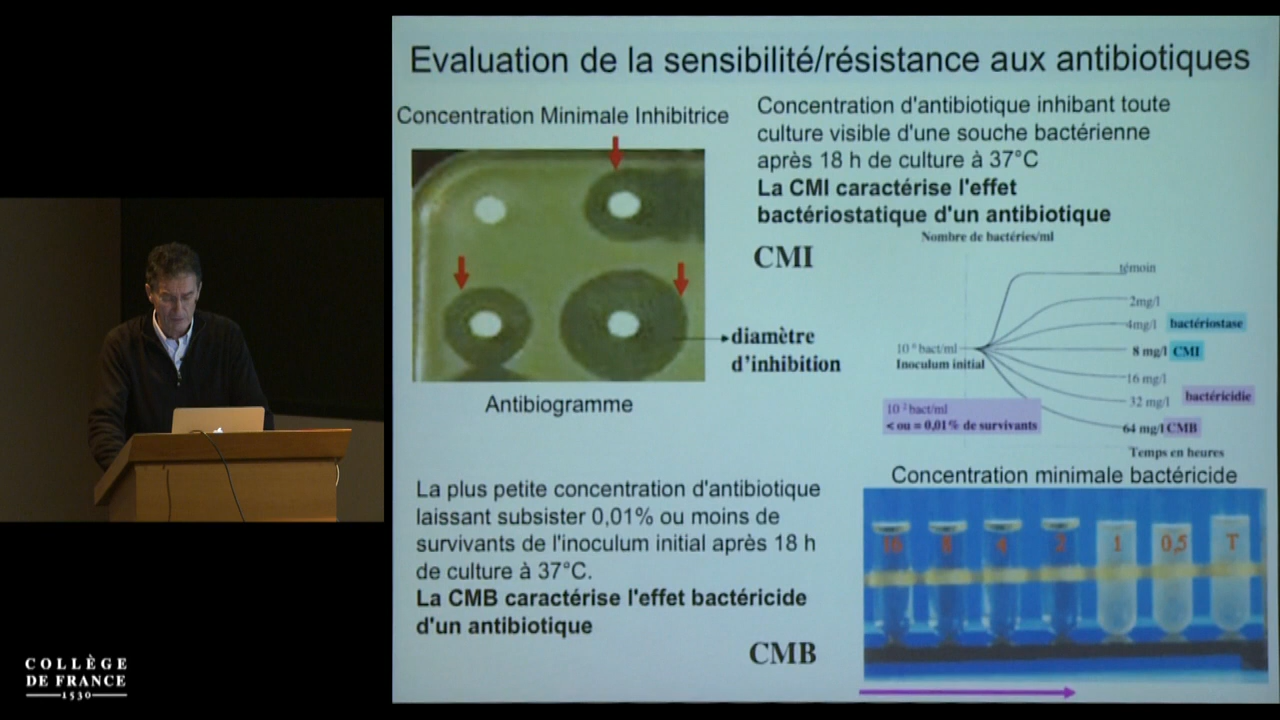 Evaluation de la sensibilité/résistance aux antibiotiques
Concentration Minimale Inhibitrice
Concentration d'antibiotique inhibant toute
culture visible d'une souche bactérienne
après 18 h de culture à 37°C
La CMI caractérise l'effet
bactériostatique d'un antibiotique
CMI
Nombre de bactéries/ml
témoin
2mg/l
4mg/l bactériostase
8 mg/l CMI
16 mg/l
32 mg/l
bactéricidie
64 mg/l CMB
Temps en heures
10⁶ bact/ml
Inoculum initial
10² bact/ml
< ou = 0,01% de survivants
diamètre
d'inhibition
Antibiogramme
La plus petite concentration d'antibiotique
laissant subsister 0,01% ou moins de
survivants de l'inoculum initial après 18 h
de culture à 37°C.
La CMB caractérise l'effet bactéricide
d'un antibiotique
CMB
Concentration minimale bactéricide
16 8 4 2 1 0,5 T
COLLÈGE
DE FRANCE
1530